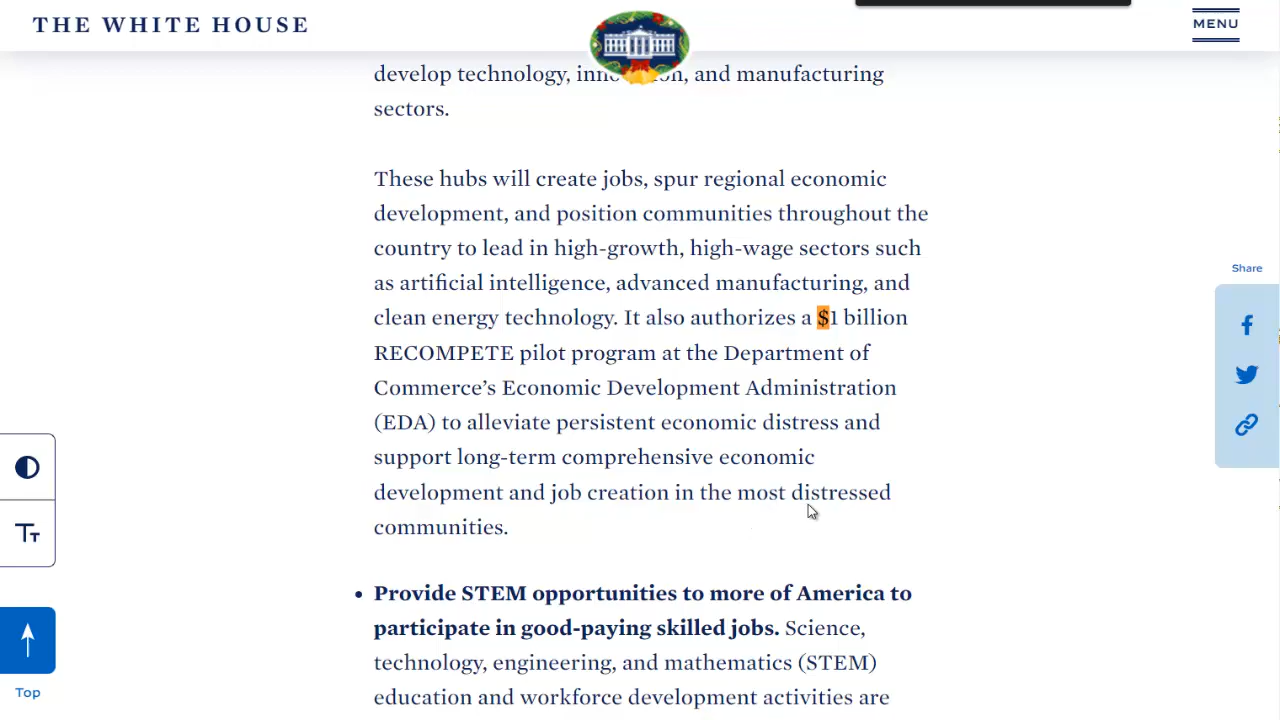 THE WHITE HOUSE
MENU
develop technology, innovation, and manufacturing
sectors.
These hubs will create jobs, spur regional economic
development, and position communities throughout the
country to lead in high-growth, high-wage sectors such
as artificial intelligence, advanced manufacturing, and
clean energy technology. It also authorizes a $1 billion
RECOMPETE pilot program at the Department of
Commerce’s Economic Development Administration
(EDA) to alleviate persistent economic distress and
support long-term comprehensive economic
development and job creation in the most distressed
communities.
• Provide STEM opportunities to more of America to
participate in good-paying skilled jobs. Science,
technology, engineering, and mathematics (STEM)
education and workforce development activities are
Share
TT
Top